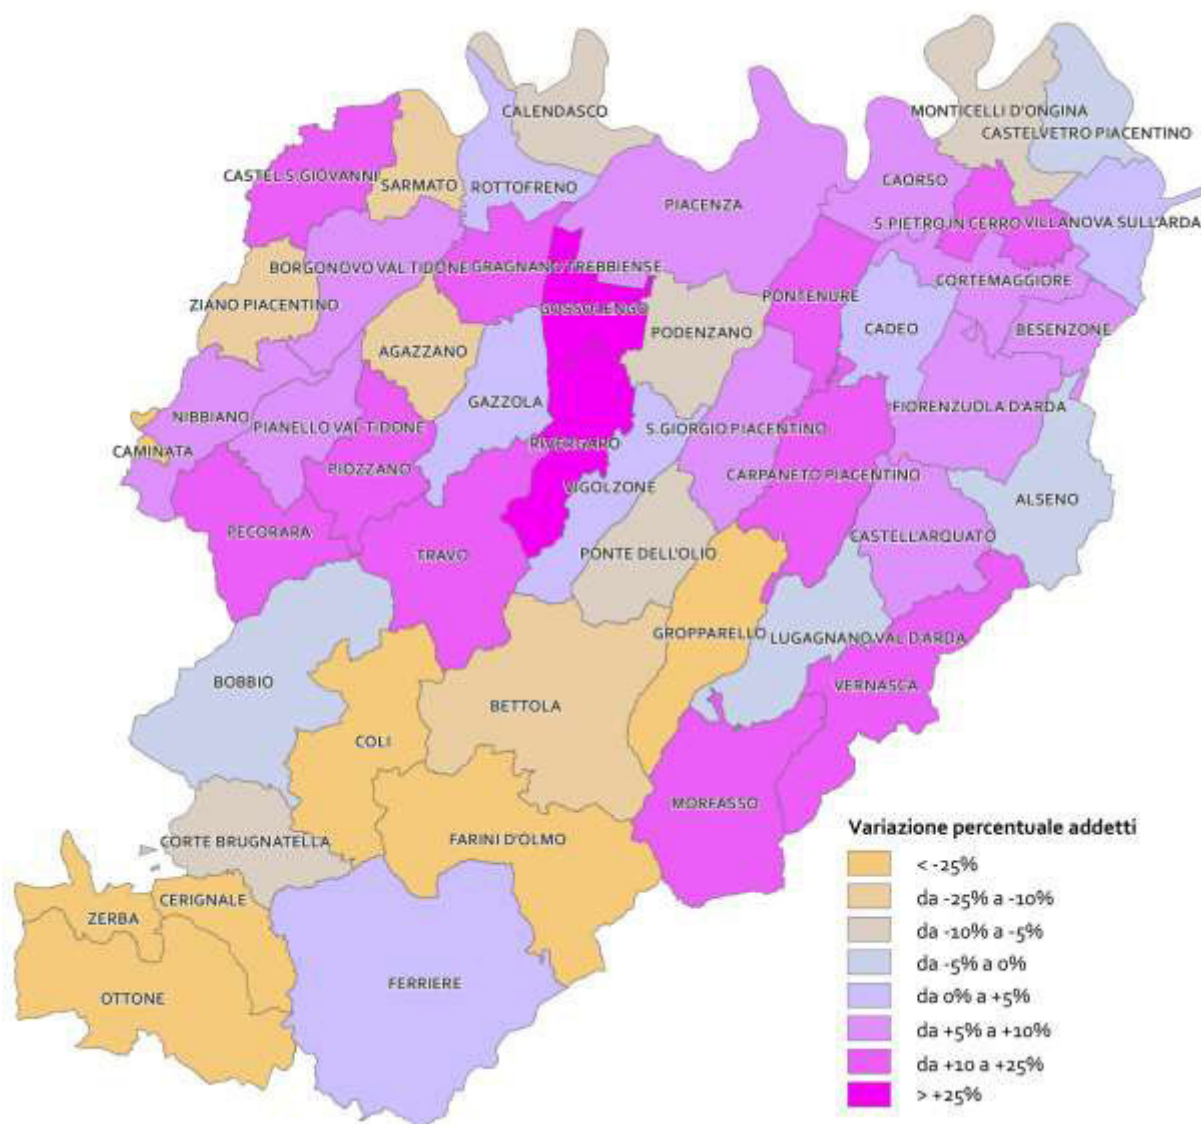 CALENDASCO
MONTICELLI D'ONGINA
CASTELVETRO PIACENTINO
CASTEL S.GIOVANNI
SARMATO
ROTTOFRENO
CAORSO
PIACENZA
S.PIETRO IN CERRO
VILLANOVA SULL'ARDA
BORGONOVO VAL TIDONE
GRAGNANO TREBBIENSE
ZIANO PIACENTINO
GOSSOLENGO
PONTENURE
CORTEMAGGIORE
PODENZANO
CADEO
BESENZONE
AGAZZANO
GAZZOLA
NIBBIANO
PIANELLO VAL TIDONE
S.GIORGIO PIACENTINO
FIORENZUOLA D'ARDA
CAMINATA
PIOZZANO
RIVERGARO
CARPANETO PIACENTINO
VIGOLZONE
ALSENO
PECORARA
TRAVO
PONTE DELL'OLIO
CASTELL'ARQUATO
GROPPARELLO
LUGAGNANO VAL D'ARDA
BOBBIO
BETTOLA
VERNASCA
COLI
MORFASSO
CORTE BRUGNATELLA
FARINI D'OLMO
CERIGNALE
ZERBA
OTTONE
FERRIERE
Variazione percentuale addetti
< -25%
da -25% a -10%
da -10% a -5%
da -5% a 0%
da 0% a +5%
da +5% a +10%
da +10 a +25%
> +25%